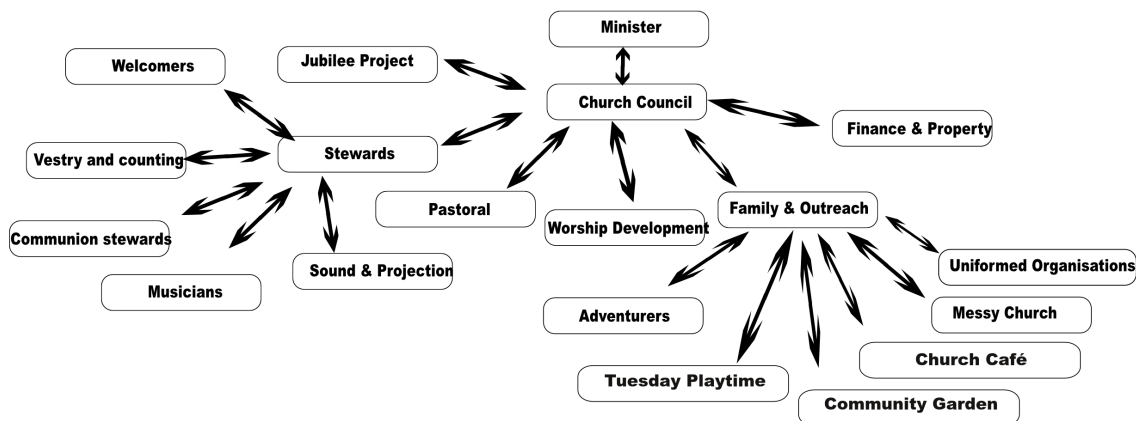 Minister
Jubilee Project
Welcomers
Church Council
Finance & Property
Stewards
Vestry and counting
Pastoral
Family & Outreach
Worship Development
Communion stewards
Sound & Projection
Uniformed Organisations
Musicians
Adventurers
Messy Church
Church Café
Tuesday Playtime
Community Garden